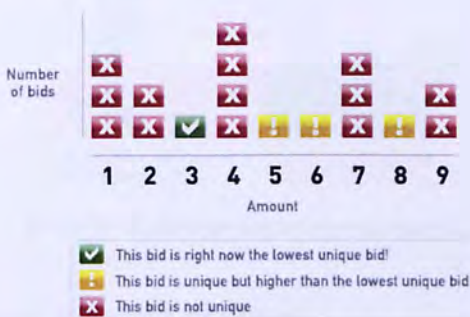 Number
of bids
1 2 3 4 5 6 7 8 9
Amount
This bid is right now the lowest unique bid!
This bid is unique but higher than the lowest unique bid
This bid is not unique